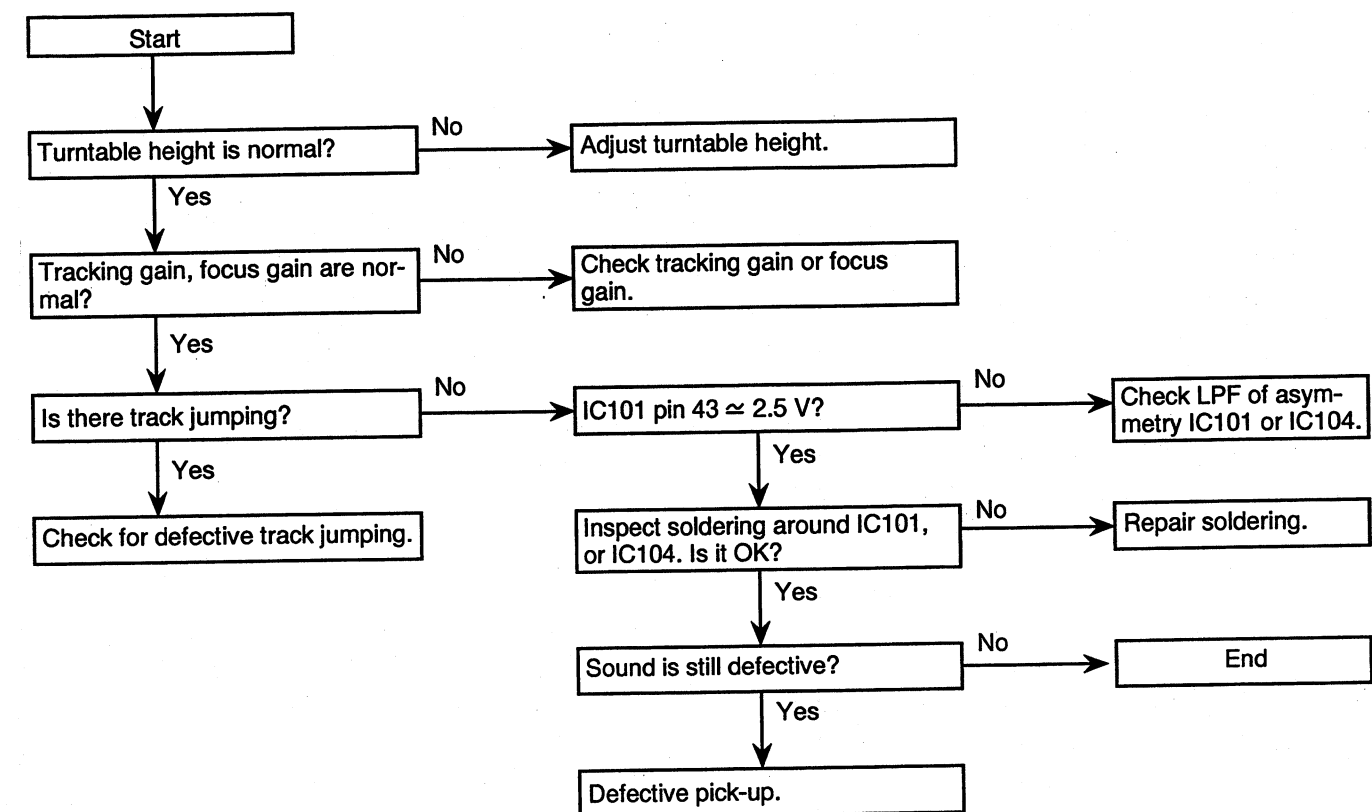 Start
No
Turntable height is normal?
Adjust turntable height.
Yes
No
Tracking gain, focus gain are nor-
mal?
Check tracking gain or focus
gain.
Yes
No
Is there track jumping?
IC101 pin 43 ≃ 2.5 V?
No
Check LPF of asym-
metry IC101 or IC104.
Yes
Check for defective track jumping.
Yes
Inspect soldering around IC101,
or IC104. Is it OK?
No
Repair soldering.
Yes
Sound is still defective?
No
End
Yes
Defective pick-up.